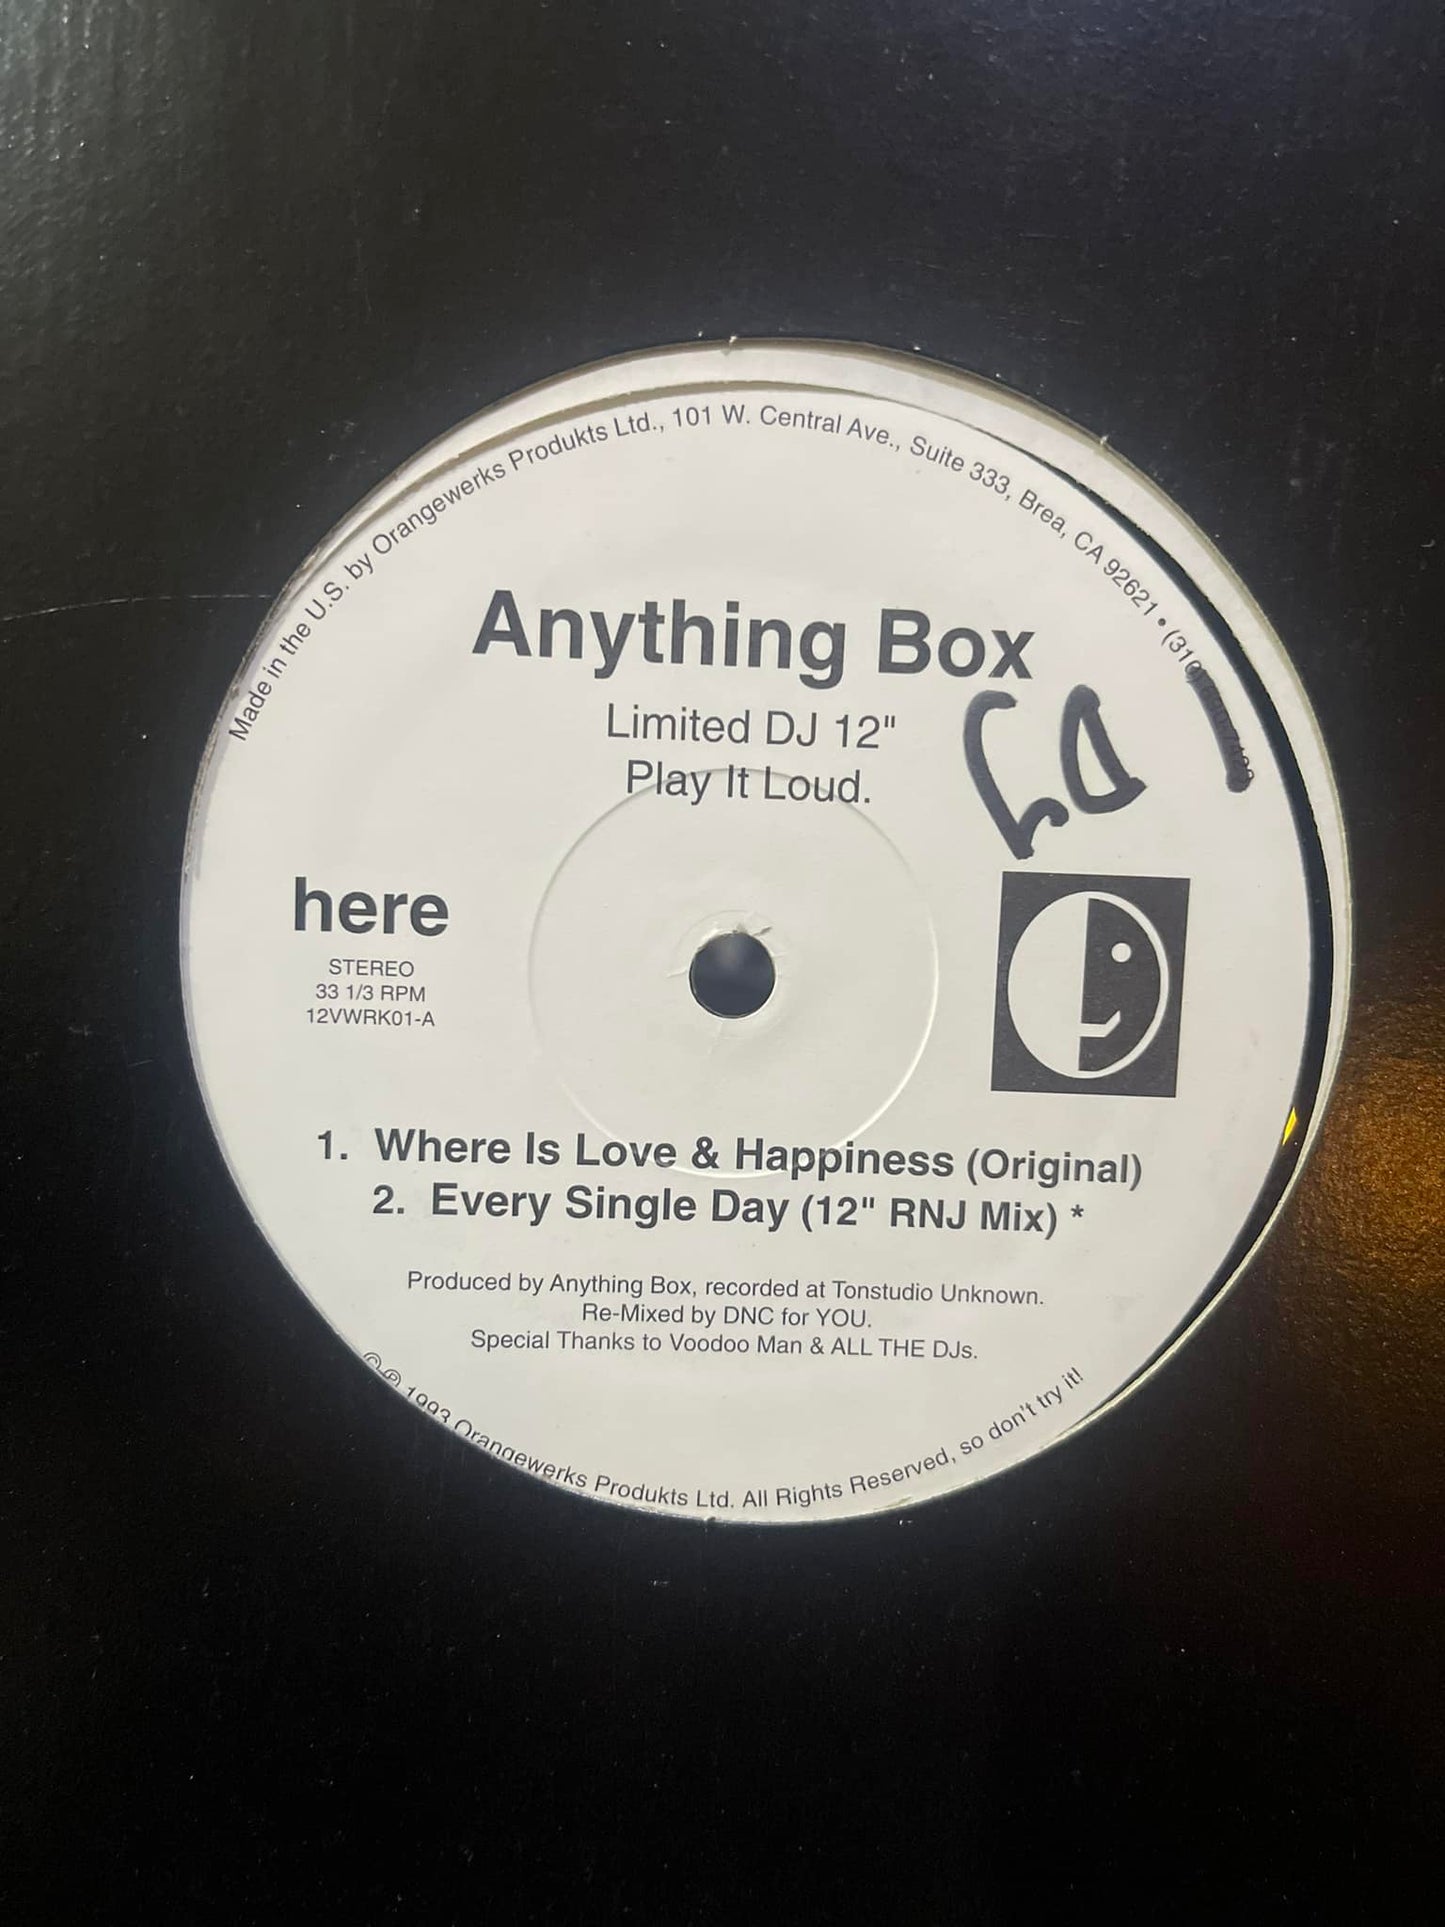 Made in the U.S. by Orangewerks Produkts Ltd., 101 W. Central Ave., Suite 333, Brea, CA 92621 • (310)
Anything Box
Limited DJ 12"
Play It Loud.
here
STEREO
33 1/3 RPM
12VWRK01-A
1. Where Is Love & Happiness (Original)
2. Every Single Day (12" RNJ Mix) *
Produced by Anything Box, recorded at Tonstudio Unknown.
Re-Mixed by DNC for YOU.
Special Thanks to Voodoo Man & ALL THE DJs.
© ℗ 1993 Orangewerks Produkts Ltd. All Rights Reserved, so don't try it!